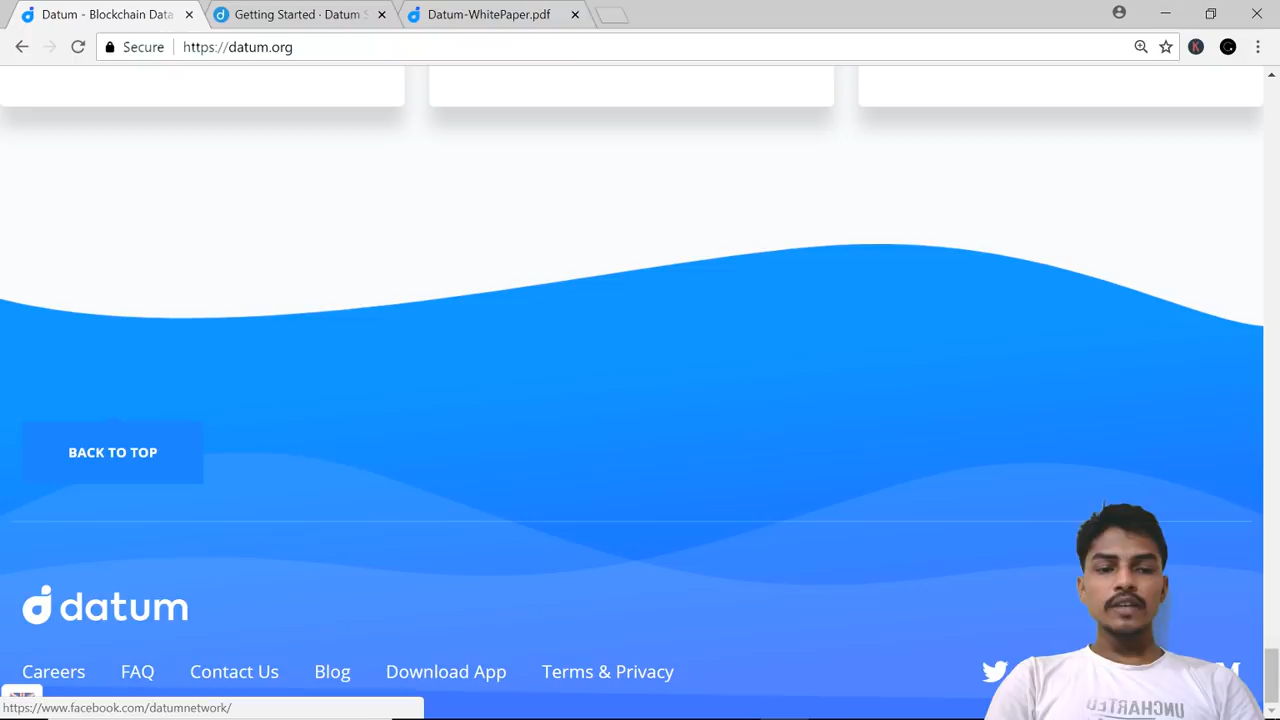 Datum - Blockchain Data
Getting Started · Datum S
Datum-WhitePaper.pdf
Secure
https://datum.org
BACK TO TOP
datum
Careers
FAQ
Contact Us
Blog
Download App
Terms & Privacy
https://www.facebook.com/datumnetwork/
UNCHARTED